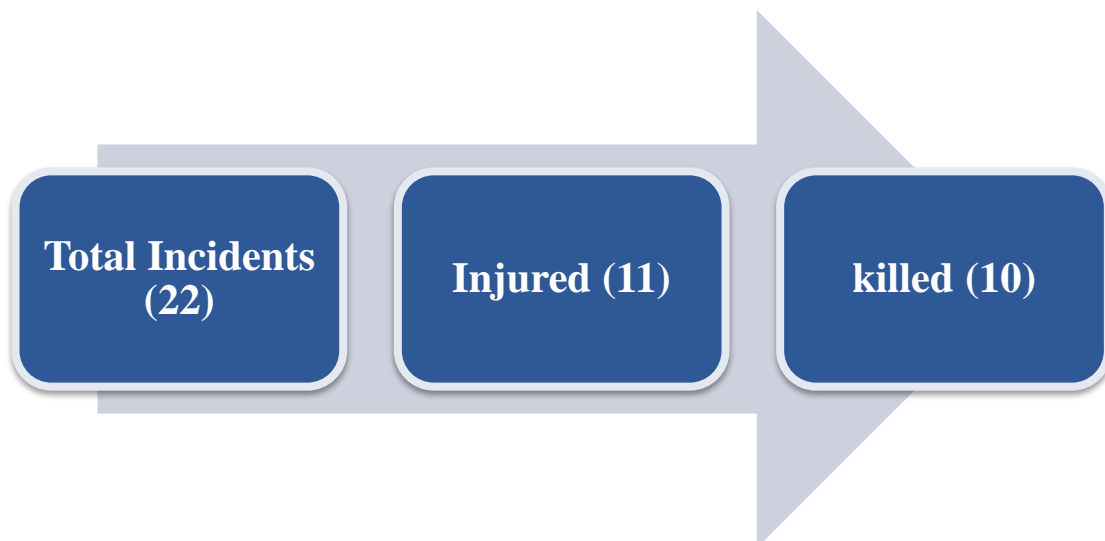 Total Incidents
(22)
Injured (11)
killed (10)